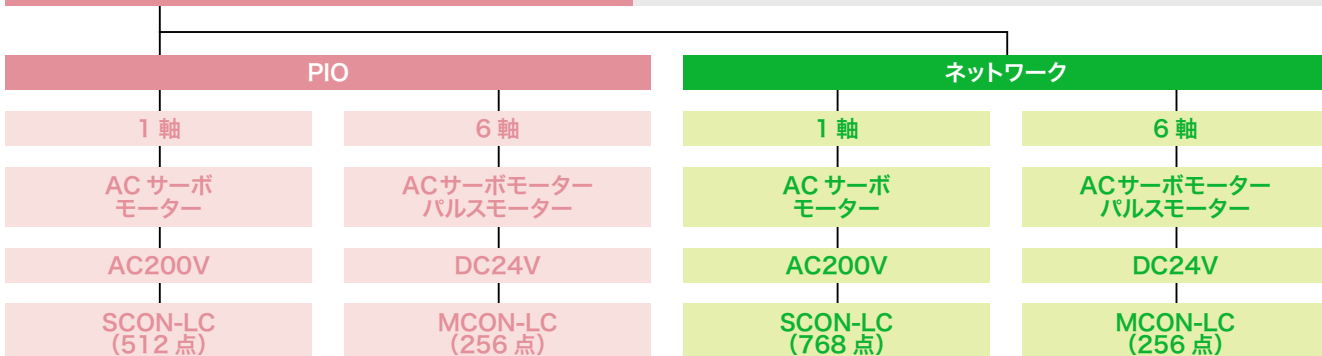 PIO
ネットワーク
1 軸
6 軸
1 軸
6 軸
AC サーボ
モーター
ACサーボモーター
パルスモーター
AC サーボ
モーター
ACサーボモーター
パルスモーター
AC200V
DC24V
AC200V
DC24V
SCON-LC
(512 点)
MCON-LC
(256 点)
SCON-LC
(768 点)
MCON-LC
(256 点)